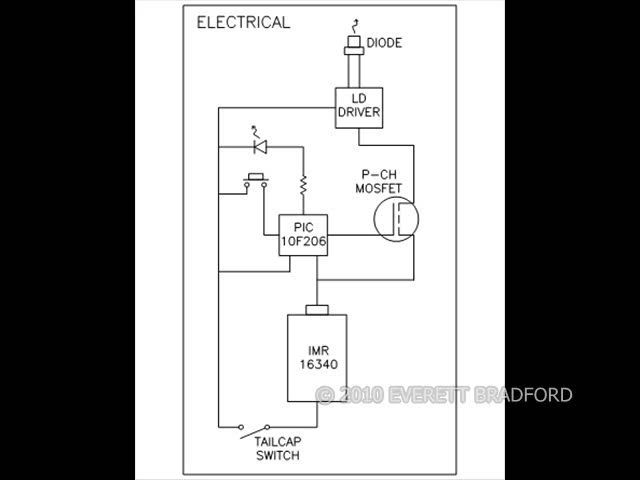 ELECTRICAL
DIODE
LD
DRIVER
P-CH
MOSFET
PIC
10F206
IMR
16340
© 2010 EVERETT BRADFORD
TAILCAP
SWITCH